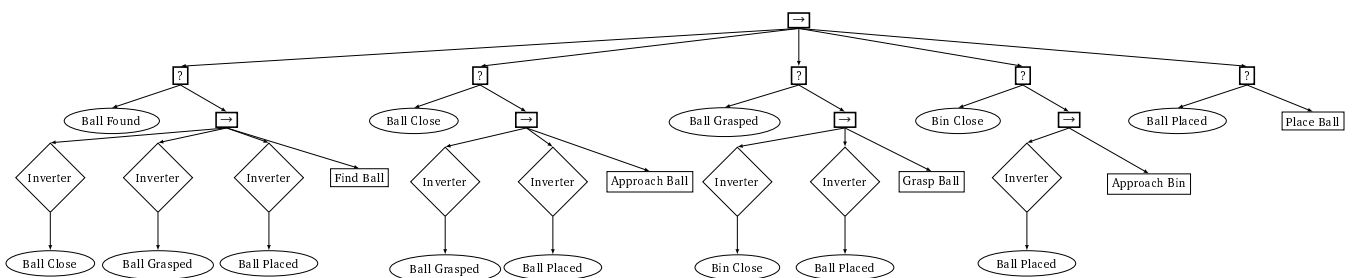 →
? ? ? ? ?
Ball Found → Ball Close → Ball Grasped → Bin Close → Ball Placed Place Ball
Inverter Inverter Inverter Find Ball Inverter Inverter Approach Ball Inverter Inverter Grasp Ball Inverter Approach Bin
Ball Close Ball Grasped Ball Placed Ball Grasped Ball Placed Bin Close Ball Placed Ball Placed